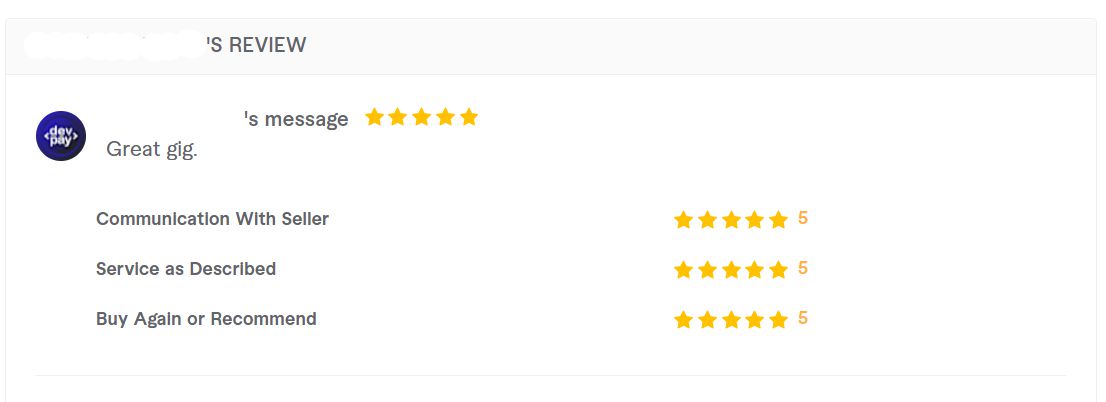 'S REVIEW
's message
<dev
pay>
Great gig.
Communication With Seller 5
Service as Described 5
Buy Again or Recommend 5